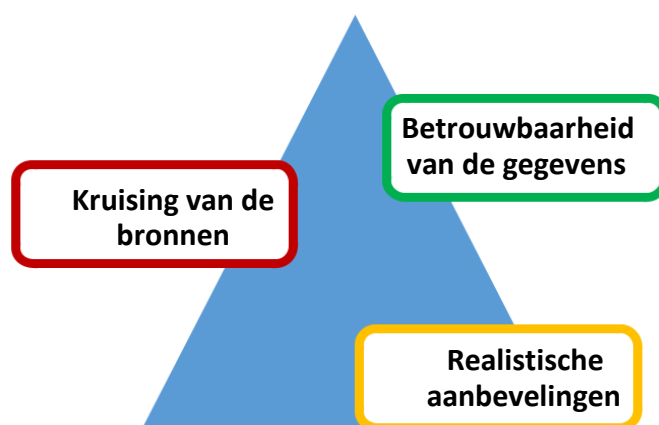 Betrouwbaarheid
van de gegevens
Kruising van de
bronnen
Realistische
aanbevelingen